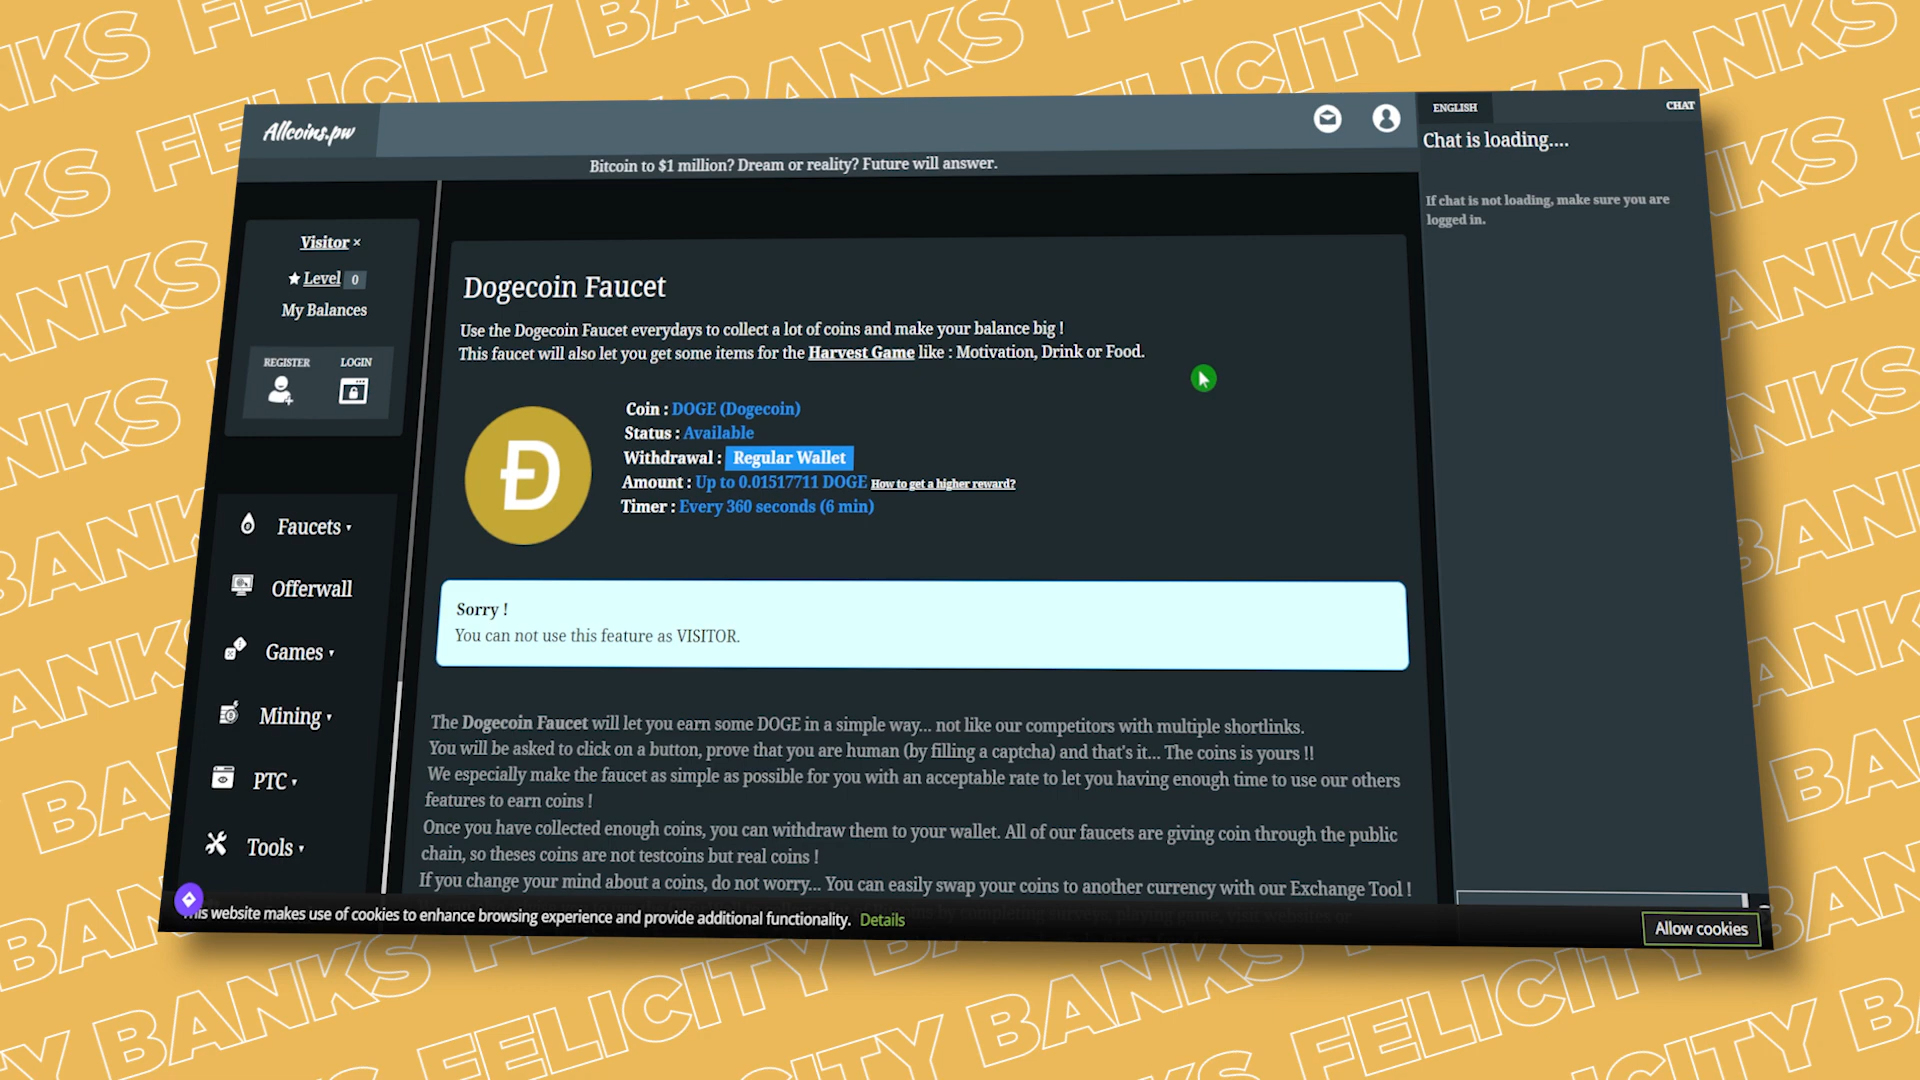 FELICITY BANKS
Allcoins.pw
ENGLISH
CHAT
Bitcoin to $1 million? Dream or reality? Future will answer.
Chat is loading....
If chat is not loading, make sure you are
logged in.
Visitor ×
Level 0
My Balances
REGISTER
LOGIN
Faucets
Offerwall
Games
Mining
PTC
Tools
Dogecoin Faucet
Use the Dogecoin Faucet everydays to collect a lot of coins and make your balance big !
This faucet will also let you get some items for the Harvest Game like : Motivation, Drink or Food.
Coin : DOGE (Dogecoin)
Status : Available
Withdrawal : Regular Wallet
Amount : Up to 0.01517711 DOGE How to get a higher reward?
Timer : Every 360 seconds (6 min)
Sorry !
You can not use this feature as VISITOR.
The Dogecoin Faucet will let you earn some DOGE in a simple way... not like our competitors with multiple shortlinks.
You will be asked to click on a button, prove that you are human (by filling a captcha) and that's it... The coins is yours !!
We especially make the faucet as simple as possible for you with an acceptable rate to let you having enough time to use our others
features to earn coins !
Once you have collected enough coins, you can withdraw them to your wallet. All of our faucets are giving coin through the public
chain, so theses coins are not testcoins but real coins !
If you change your mind about a coins, do not worry... You can easily swap your coins to another currency with our Exchange Tool !
This website makes use of cookies to enhance browsing experience and provide additional functionality. Details
Allow cookies